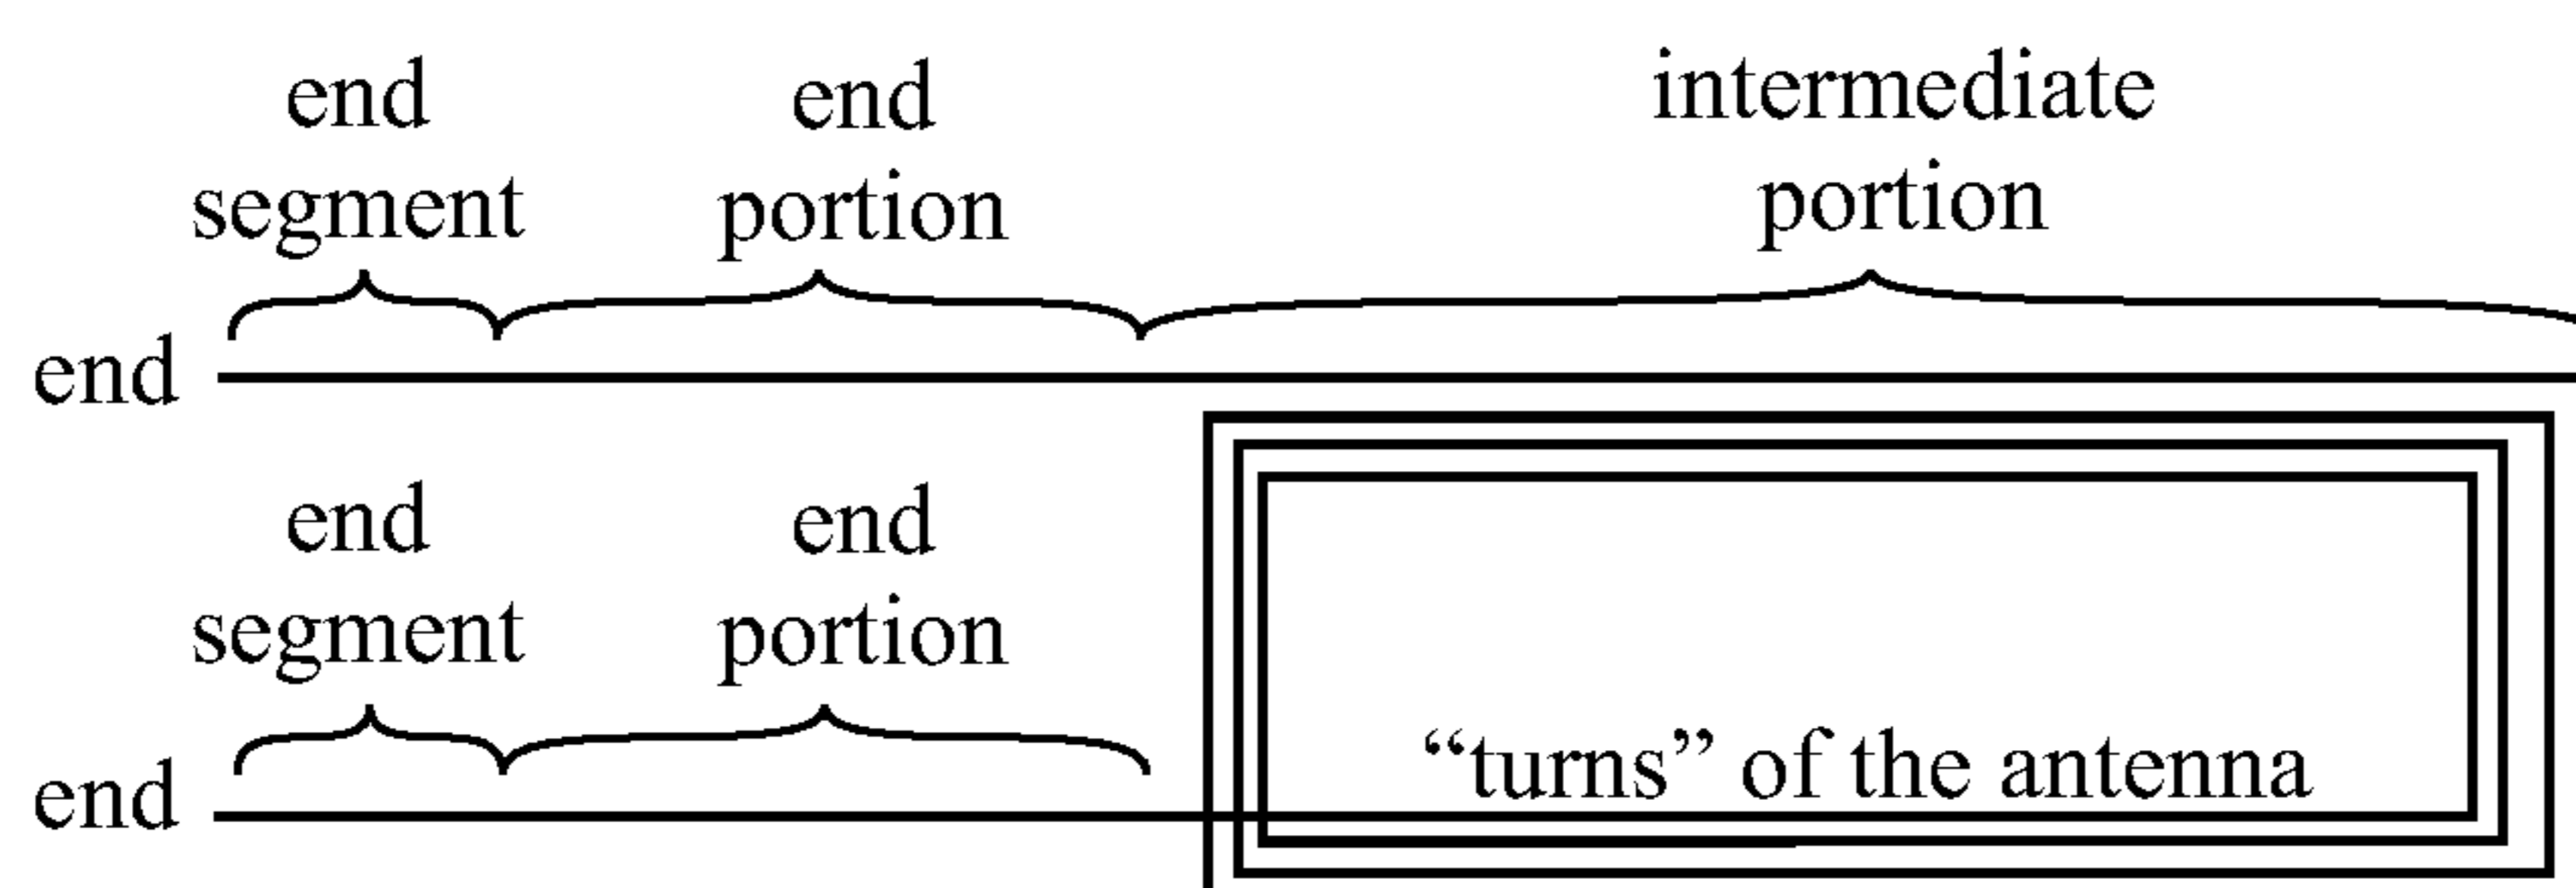 end
segment
end
portion
intermediate
portion
end
end
segment
end
portion
“turns” of the antenna
end